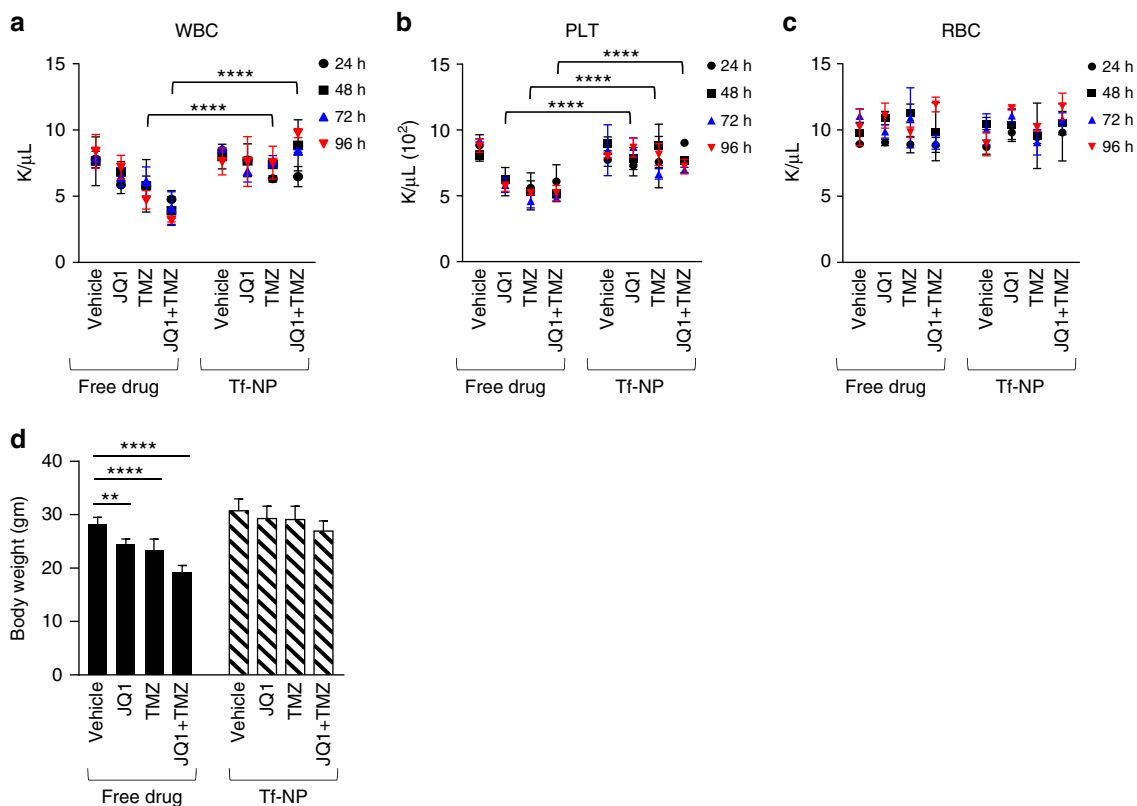 a
WBC
15
10
5
0
K/μL
****
****
24 h
48 h
72 h
96 h
Vehicle
JQ1
TMZ
JQ1+TMZ
Vehicle
JQ1
TMZ
JQ1+TMZ
Free drug
Tf-NP
b
PLT
15
10
5
0
K/μL (10²)
****
****
****
24 h
48 h
72 h
96 h
Vehicle
JQ1
TMZ
JQ1+TMZ
Vehicle
JQ1
TMZ
JQ1+TMZ
Free drug
Tf-NP
c
RBC
15
10
5
0
K/μL
24 h
48 h
72 h
96 h
Vehicle
JQ1
TMZ
JQ1+TMZ
Vehicle
JQ1
TMZ
JQ1+TMZ
Free drug
Tf-NP
d
40
30
20
10
0
Body weight (gm)
****
****
**
Vehicle
JQ1
TMZ
JQ1+TMZ
Vehicle
JQ1
TMZ
JQ1+TMZ
Free drug
Tf-NP